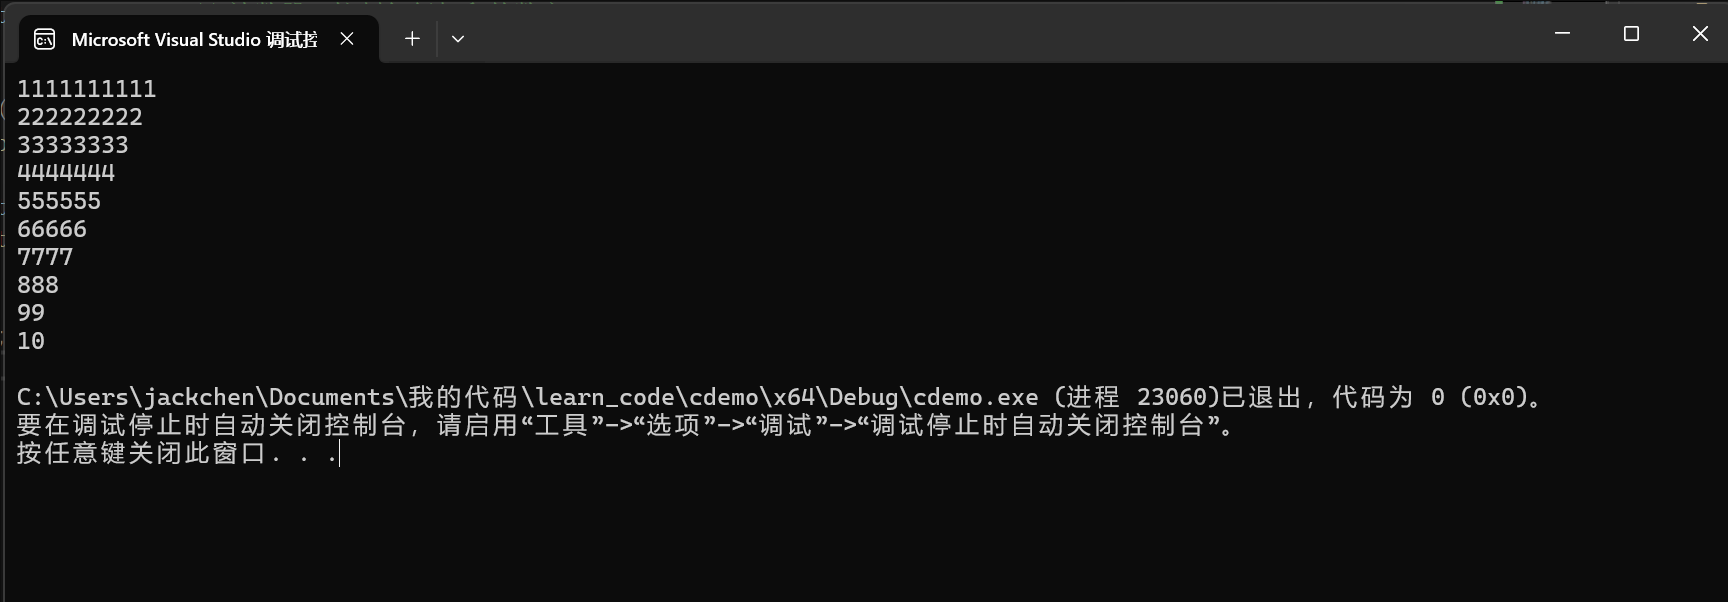 Microsoft Visual Studio 调试控
1111111111
222222222
33333333
4444444
555555
66666
7777
888
99
10
C:\Users\jackchen\Documents\我的代码\learn_code\cdemo\x64\Debug\cdemo.exe (进程 23060)已退出，代码为 0 (0x0)。
要在调试停止时自动关闭控制台，请启用“工具”->“选项”->“调试”->“调试停止时自动关闭控制台”。
按任意键关闭此窗口. . .